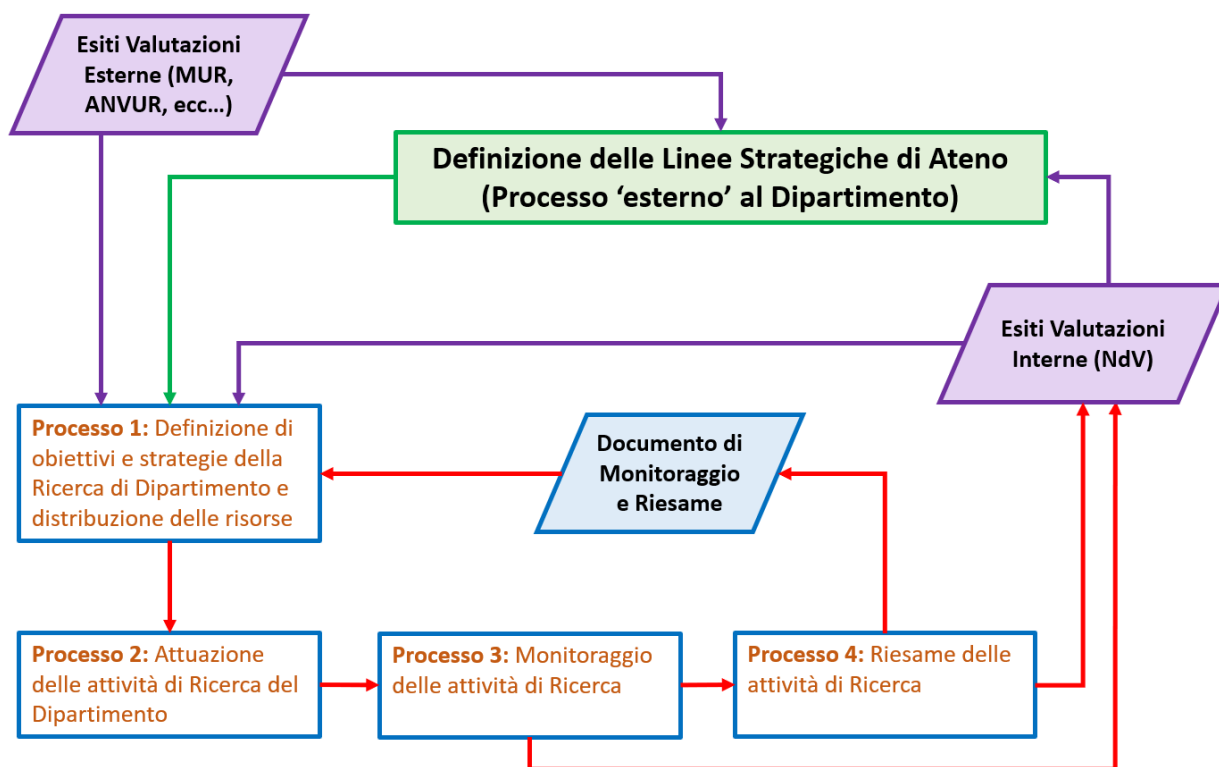 Esiti Valutazioni
Esterne (MUR,
ANVUR, ecc...)
Definizione delle Linee Strategiche di Ateno
(Processo ‘esterno’ al Dipartimento)
Esiti Valutazioni
Interne (NdV)
Processo 1: Definizione di
obiettivi e strategie della
Ricerca di Dipartimento e
distribuzione delle risorse
Documento di
Monitoraggio
e Riesame
Processo 2: Attuazione
delle attività di Ricerca del
Dipartimento
Processo 3: Monitoraggio
delle attività di Ricerca
Processo 4: Riesame delle
attività di Ricerca